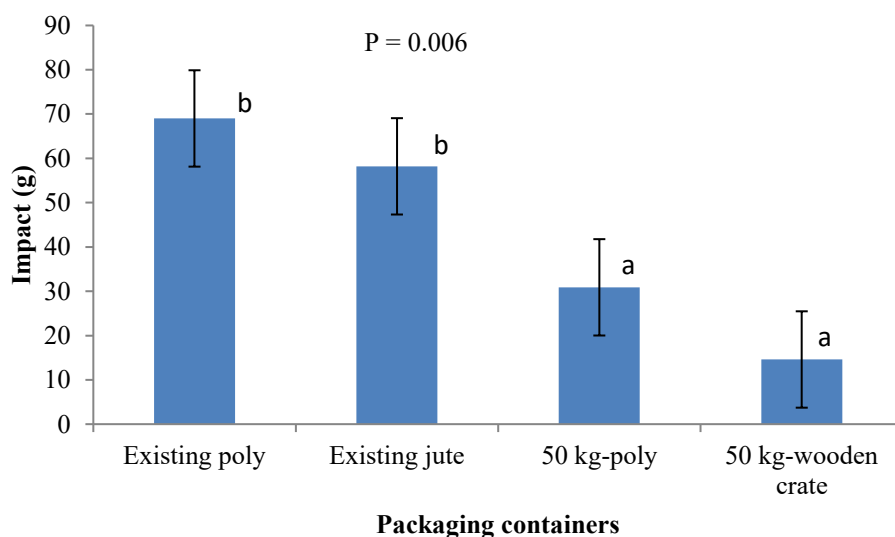 90
80
70
60
50
40
30
20
10
0
Impact (g)
P = 0.006
b
b
a
a
Existing poly
Existing jute
50 kg-poly
50 kg-wooden
crate
Packaging containers